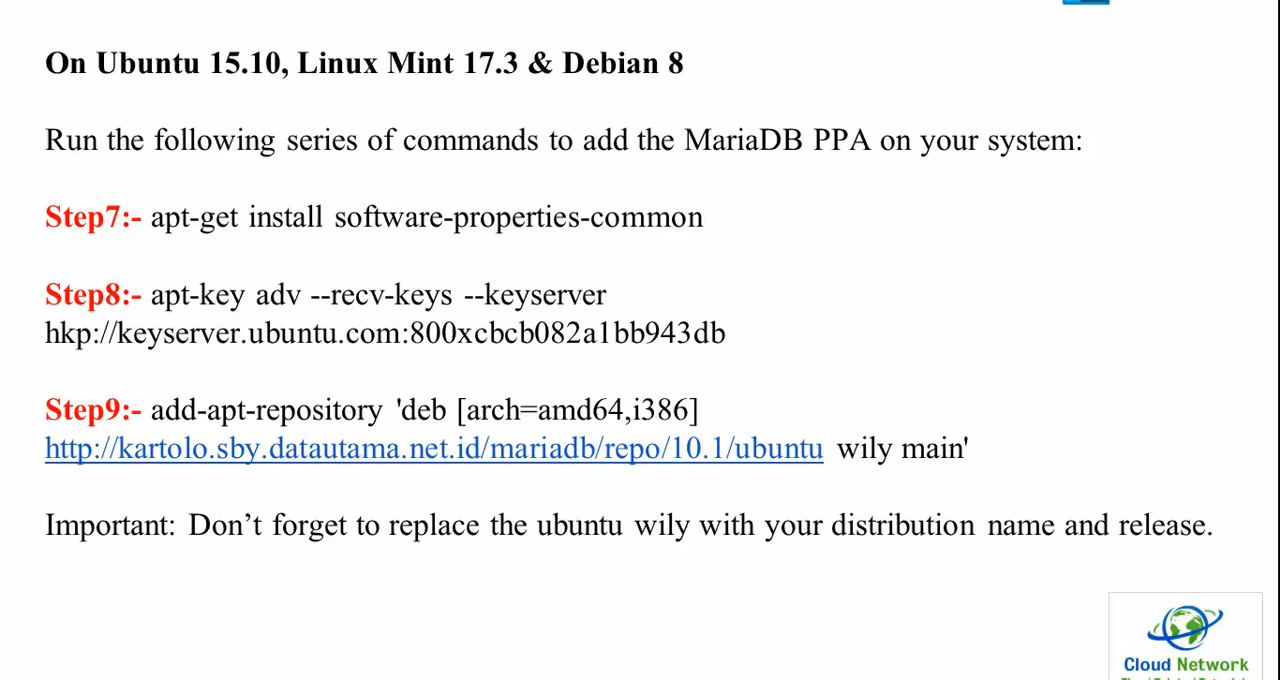 On Ubuntu 15.10, Linux Mint 17.3 & Debian 8
Run the following series of commands to add the MariaDB PPA on your system:
Step7:- apt-get install software-properties-common
Step8:- apt-key adv --recv-keys --keyserver
hkp://keyserver.ubuntu.com:800xcbcb082a1bb943db
Step9:- add-apt-repository 'deb [arch=amd64,i386]
http://kartolo.sby.datautama.net.id/mariadb/repo/10.1/ubuntu wily main'
Important: Don’t forget to replace the ubuntu wily with your distribution name and release.
Cloud Network